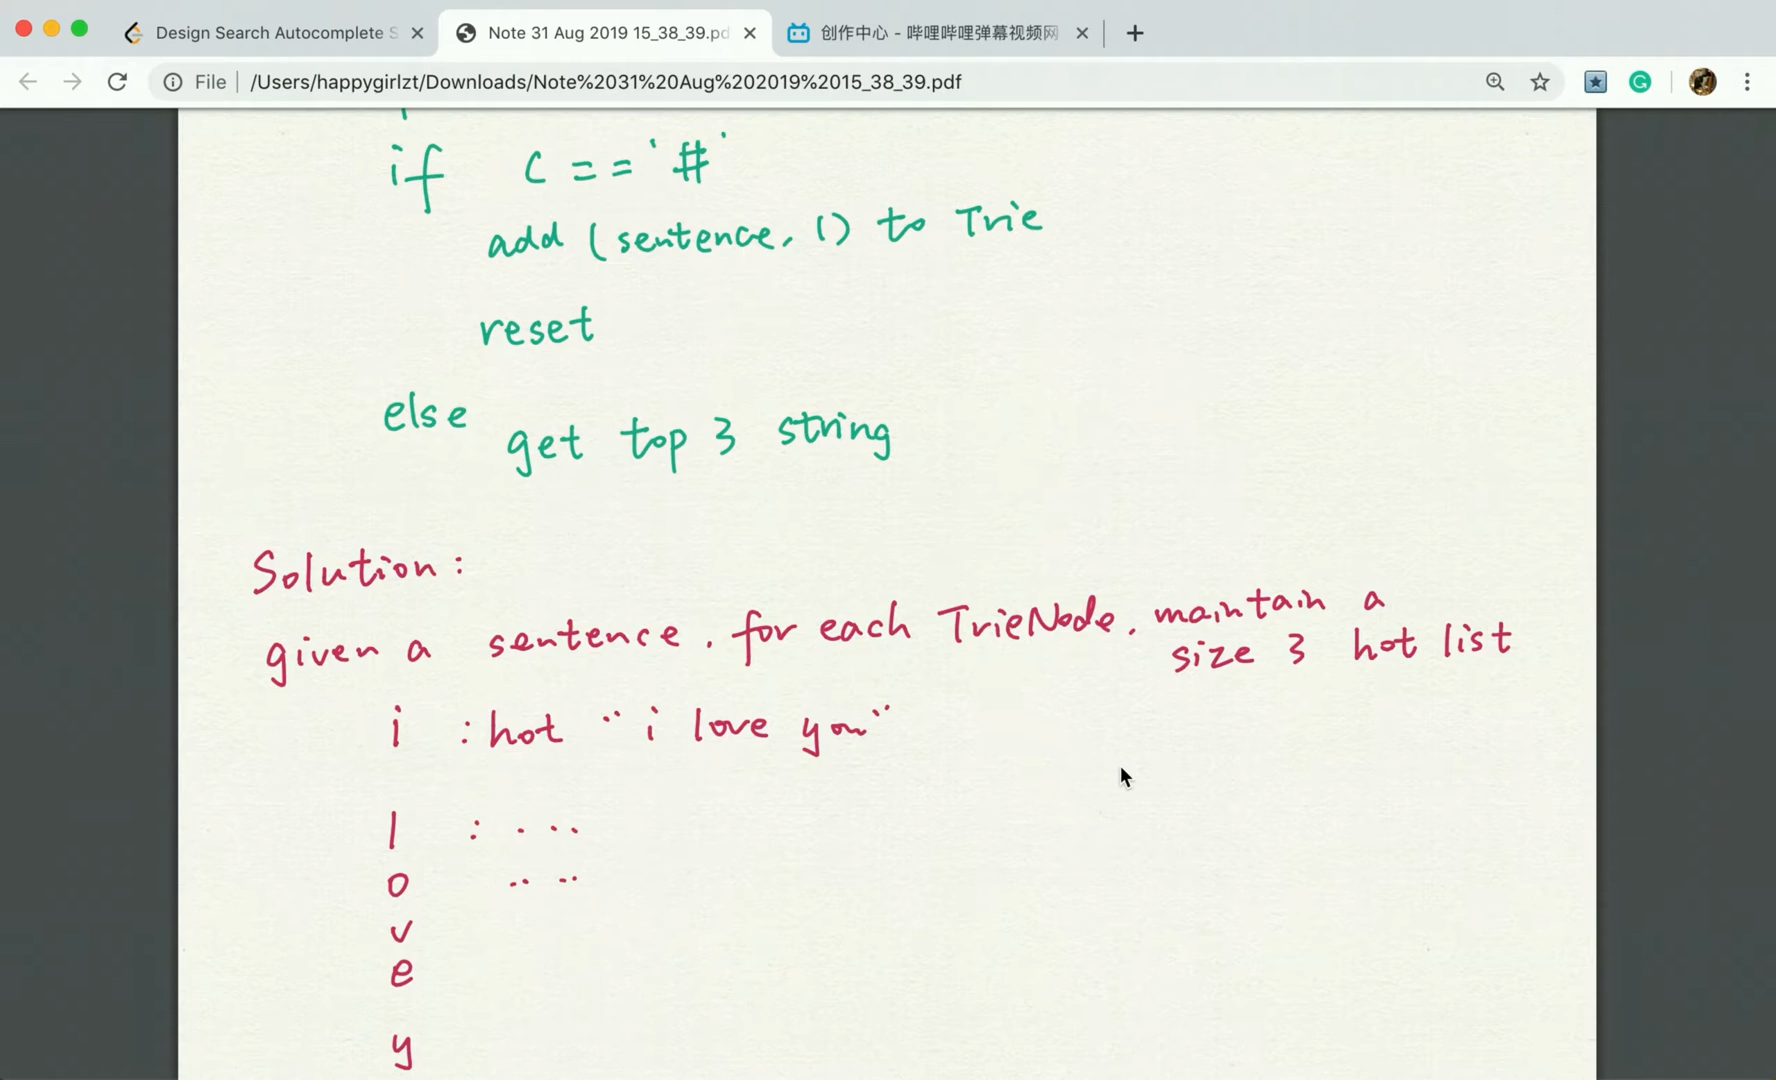 Design Search Autocomplete S
Note 31 Aug 2019 15_38_39.pd
创作中心 - 哔哩哔哩弹幕视频网
File
/Users/happygirlzt/Downloads/Note%2031%20Aug%202019%2015_38_39.pdf
if c == '#'
add (sentence, 1) to Trie
reset
else
get top 3 string
Solution:
given a sentence. for each TrieNode. maintain a
size 3 hot list
i : hot "i love you"
l : . . .
o .. ..
v
e
y